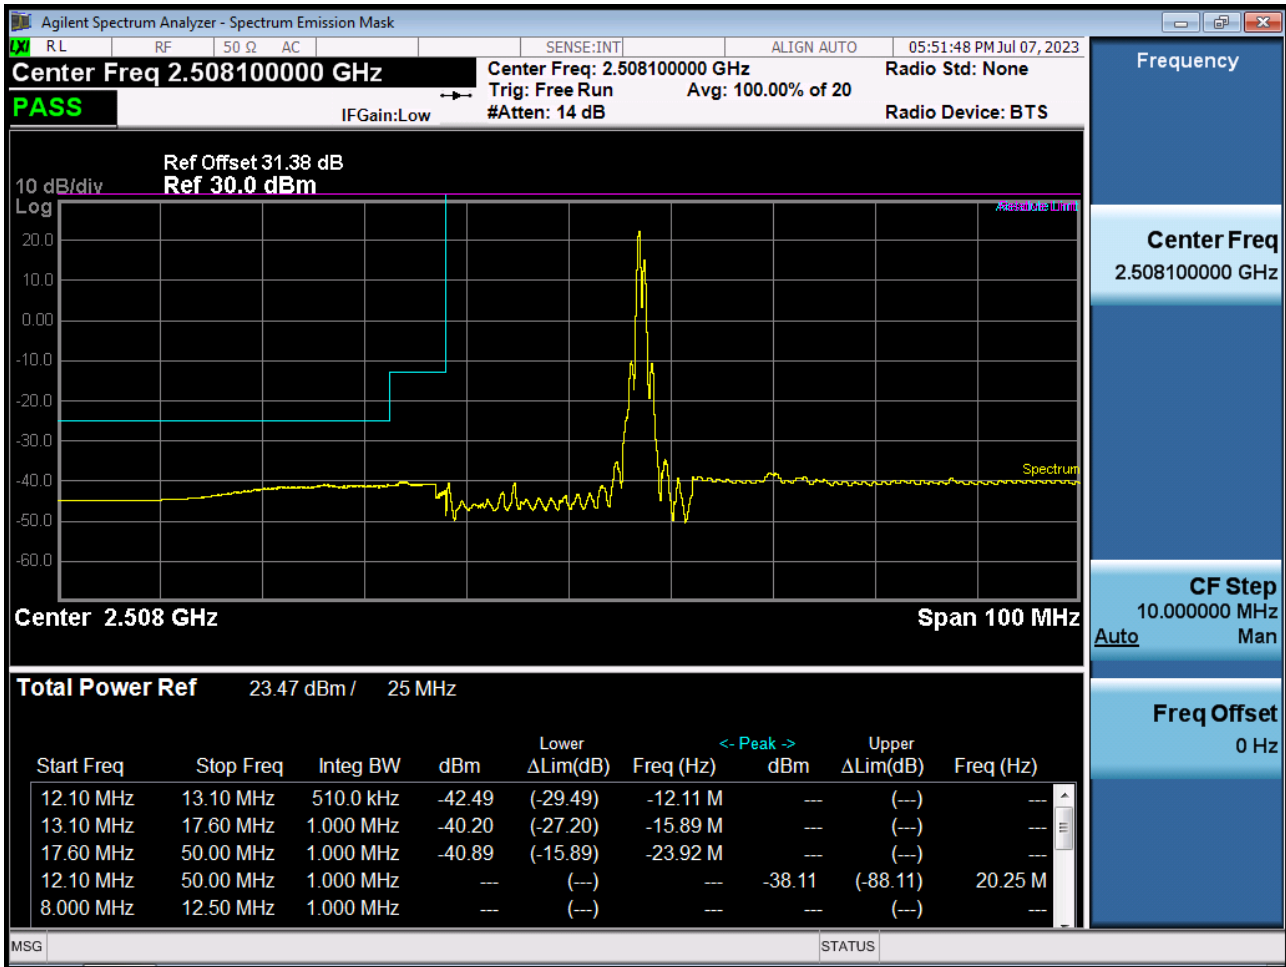 Agilent Spectrum Analyzer - Spectrum Emission Mask
LXI RL RF 50 Ω AC SENSE:INT ALIGN AUTO 05:51:48 PM Jul 07, 2023
Center Freq 2.508100000 GHz
PASS
IFGain:Low
Center Freq: 2.508100000 GHz
Trig: Free Run Avg: 100.00% of 20
#Atten: 14 dB
Radio Std: None
Radio Device: BTS
Ref Offset 31.38 dB
10 dB/div Ref 30.0 dBm
Log
Absolute Limit
20.0
10.0
0.00
-10.0
-20.0
-30.0
Spectrum
-40.0
-50.0
-60.0
Center 2.508 GHz Span 100 MHz
Total Power Ref 23.47 dBm / 25 MHz
Lower <- Peak -> Upper
Start Freq Stop Freq Integ BW dBm ΔLim(dB) Freq (Hz) dBm ΔLim(dB) Freq (Hz)
12.10 MHz 13.10 MHz 510.0 kHz -42.49 (-29.49) -12.11 M --- (---) ---
13.10 MHz 17.60 MHz 1.000 MHz -40.20 (-27.20) -15.89 M --- (---) ---
17.60 MHz 50.00 MHz 1.000 MHz -40.89 (-15.89) -23.92 M --- (---) ---
12.10 MHz 50.00 MHz 1.000 MHz --- (---) --- -38.11 (-88.11) 20.25 M
8.000 MHz 12.50 MHz 1.000 MHz --- (---) --- --- (---) ---
MSG STATUS
Frequency
Center Freq
2.508100000 GHz
CF Step
10.000000 MHz
Auto Man
Freq Offset
0 Hz